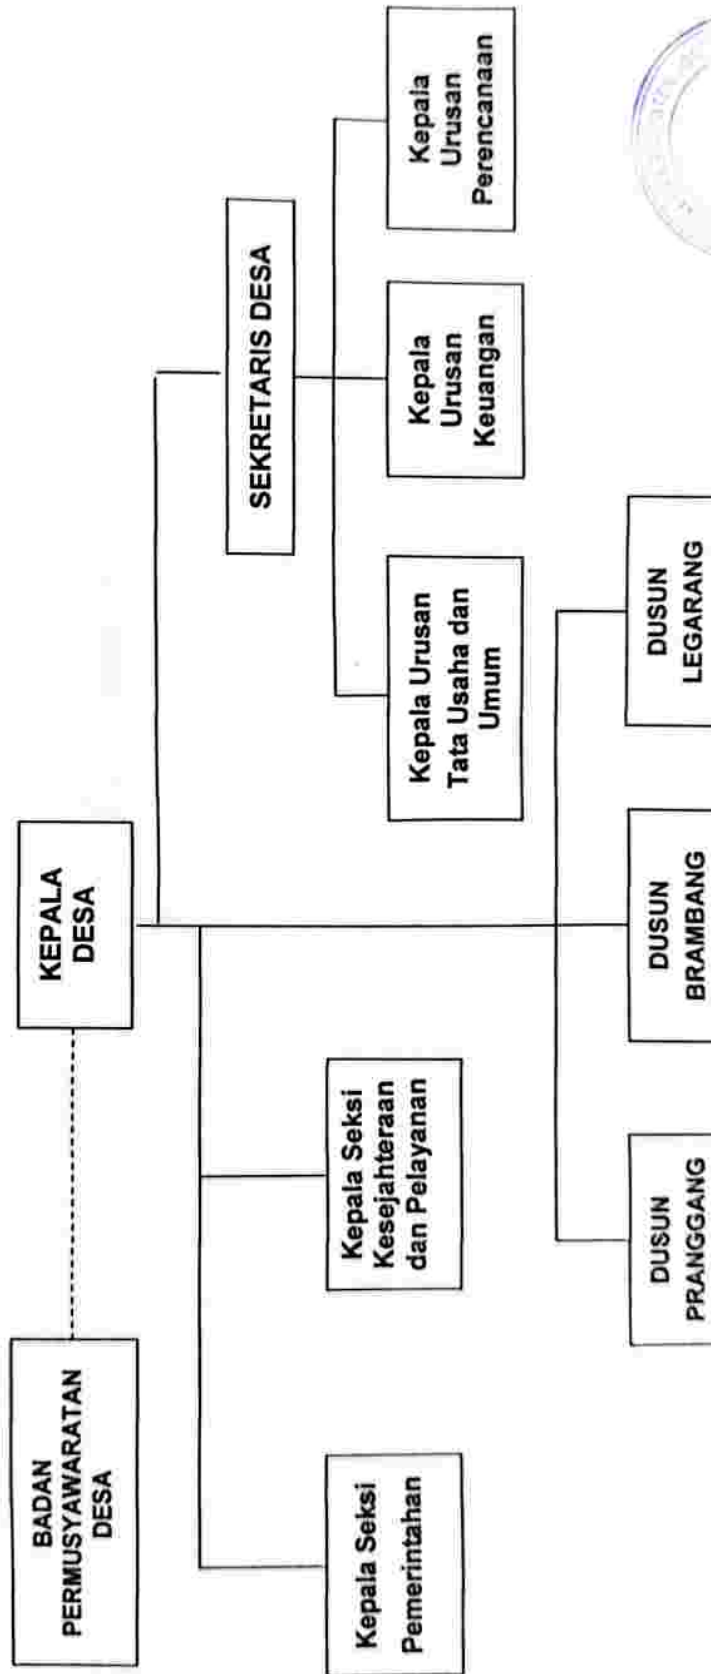 BADAN
PERMUSYAWARATAN
DESA
KEPALA
DESA
SEKRETARIS DESA
Kepala Seksi
Pemerintahan
Kepala Seksi
Kesejahteraan
dan Pelayanan
Kepala Urusan
Tata Usaha dan
Umum
Kepala
Urusan
Keuangan
Kepala
Urusan
Perencanaan
DUSUN
PRANGGANG
DUSUN
BRAMBANG
DUSUN
LEGARANG